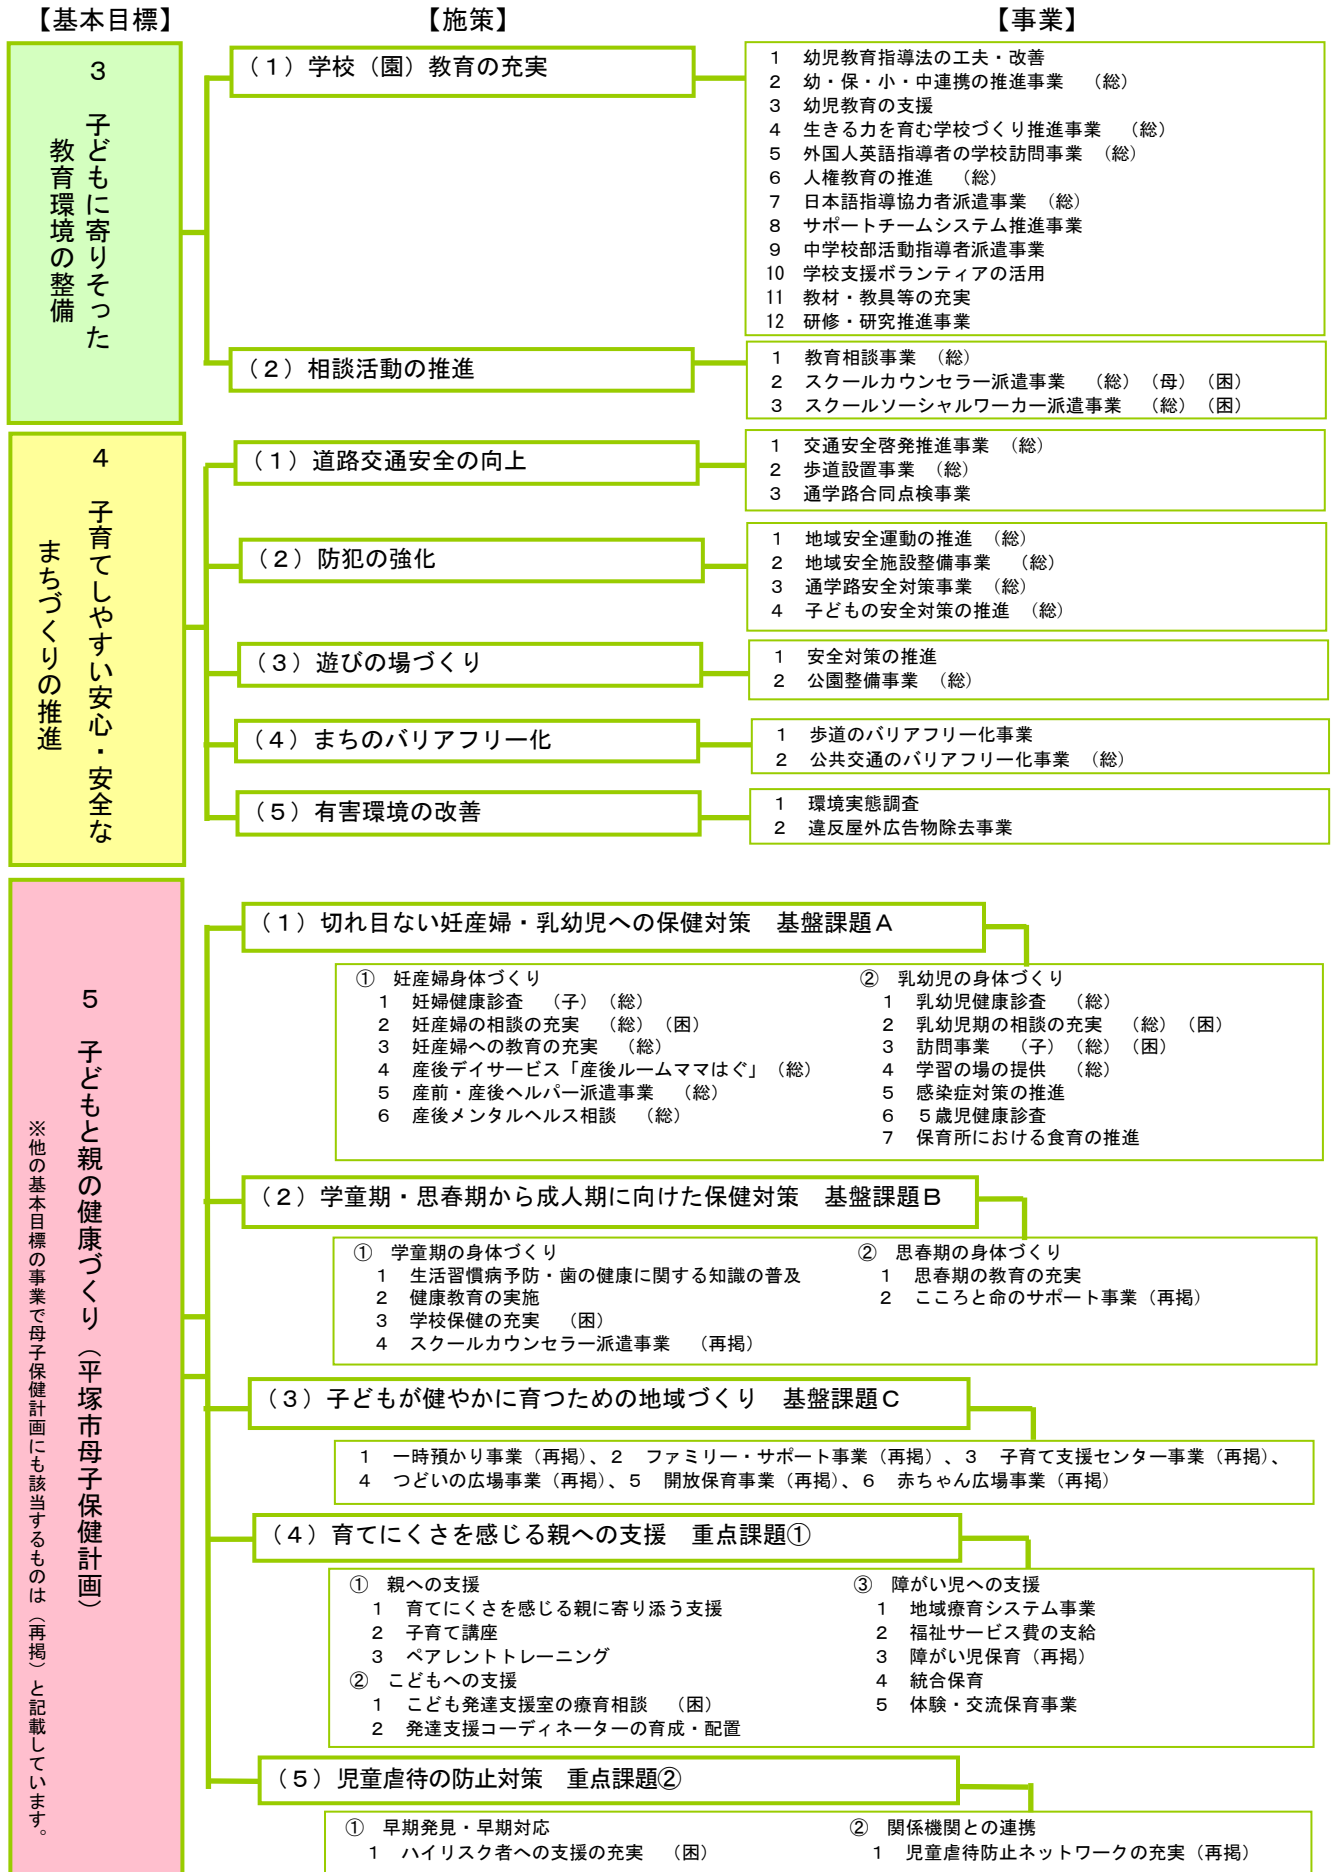 【基本目標】 【施策】 【事業】
3 子どもに寄りそった
教育環境の整備
（1）学校（園）教育の充実
1 幼児教育指導法の工夫・改善
2 幼・保・小・中連携の推進事業 （総）
3 幼児教育の支援
4 生きる力を育む学校づくり推進事業 （総）
5 外国人英語指導者の学校訪問事業 （総）
6 人権教育の推進 （総）
7 日本語指導協力者派遣事業 （総）
8 サポートチームシステム推進事業
9 中学校部活動指導者派遣事業
10 学校支援ボランティアの活用
11 教材・教具等の充実
12 研修・研究推進事業
（2）相談活動の推進
1 教育相談事業 （総）
2 スクールカウンセラー派遣事業 （総）（母）（困）
3 スクールソーシャルワーカー派遣事業 （総）（困）
4 子育てしやすい安心・安全な
まちづくりの推進
（1）道路交通安全の向上
1 交通安全啓発推進事業 （総）
2 歩道設置事業 （総）
3 通学路合同点検事業
（2）防犯の強化
1 地域安全運動の推進 （総）
2 地域安全施設整備事業 （総）
3 通学路安全対策事業 （総）
4 子どもの安全対策の推進 （総）
（3）遊びの場づくり
1 安全対策の推進
2 公園整備事業 （総）
（4）まちのバリアフリー化
1 歩道のバリアフリー化事業
2 公共交通のバリアフリー化事業 （総）
（5）有害環境の改善
1 環境実態調査
2 違反屋外広告物除去事業
5 子どもと親の健康づくり（平塚市母子保健計画）
※他の基本目標の事業で母子保健計画にも該当するものは（再掲）と記載しています。
（1）切れ目ない妊産婦・乳幼児への保健対策 基盤課題A
① 妊産婦身体づくり
1 妊婦健康診査 （子）（総）
2 妊産婦の相談の充実 （総）（困）
3 妊産婦への教育の充実 （総）
4 産後デイサービス「産後ルームママはぐ」（総）
5 産前・産後ヘルパー派遣事業 （総）
6 産後メンタルヘルス相談 （総）
② 乳幼児の身体づくり
1 乳幼児健康診査 （総）
2 乳幼児期の相談の充実 （総）（困）
3 訪問事業 （子）（総）（困）
4 学習の場の提供 （総）
5 感染症対策の推進
6 5歳児健康診査
7 保育所における食育の推進
（2）学童期・思春期から成人期に向けた保健対策 基盤課題B
① 学童期の身体づくり
1 生活習慣病予防・歯の健康に関する知識の普及
2 健康教育の実施
3 学校保健の充実 （困）
4 スクールカウンセラー派遣事業 （再掲）
② 思春期の身体づくり
1 思春期の教育の充実
2 こころと命のサポート事業（再掲）
（3）子どもが健やかに育つための地域づくり 基盤課題C
1 一時預かり事業（再掲）、2 ファミリー・サポート事業（再掲）、3 子育て支援センター事業（再掲）、
4 つどいの広場事業（再掲）、5 開放保育事業（再掲）、6 赤ちゃん広場事業（再掲）
（4）育てにくさを感じる親への支援 重点課題①
① 親への支援
1 育てにくさを感じる親に寄り添う支援
2 子育て講座
3 ペアレントトレーニング
② こどもへの支援
1 こども発達支援室の療育相談 （困）
2 発達支援コーディネーターの育成・配置
③ 障がい児への支援
1 地域療育システム事業
2 福祉サービス費の支給
3 障がい児保育（再掲）
4 統合保育
5 体験・交流保育事業
（5）児童虐待の防止対策 重点課題②
① 早期発見・早期対応
1 ハイリスク者への支援の充実 （困）
② 関係機関との連携
1 児童虐待防止ネットワークの充実（再掲）